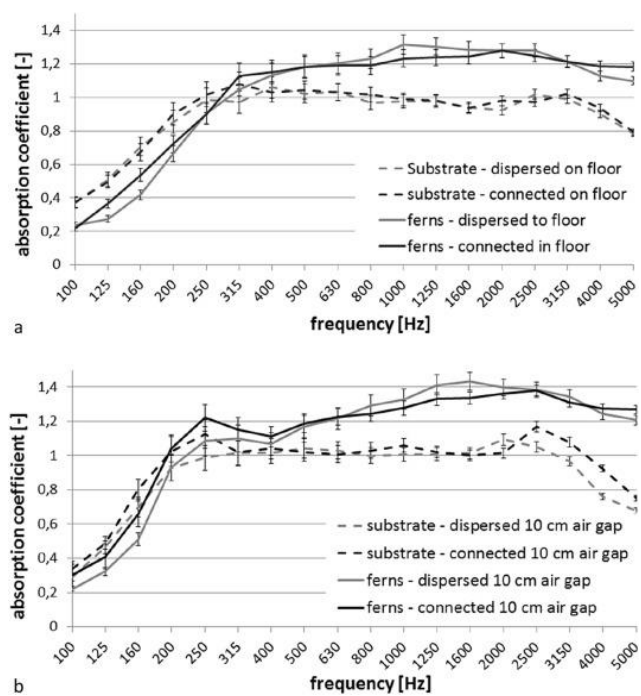 absorption coefficient [-]
1,4
1,2
1
0,8
0,6
0,4
0,2
0
Substrate - dispersed on floor
substrate - connected on floor
ferns - dispersed to floor
ferns - connected in floor
100 125 160 200 250 315 400 500 630 800 1000 1250 1600 2000 2500 3150 4000 5000
frequency [Hz]
a
absorption coefficient [-]
1,4
1,2
1
0,8
0,6
0,4
0,2
0
substrate - dispersed 10 cm air gap
substrate - connected 10 cm air gap
ferns - dispersed 10 cm air gap
ferns - connected 10 cm air gap
100 125 160 200 250 315 400 500 630 800 1000 1250 1600 2000 2500 3150 4000 5000
frequency [Hz]
b